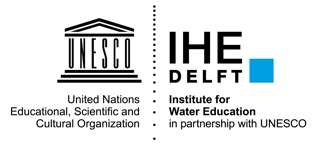 UNESCO
United Nations
Educational, Scientific and
Cultural Organization
IHE
DELFT
Institute for
Water Education
in partnership with UNESCO